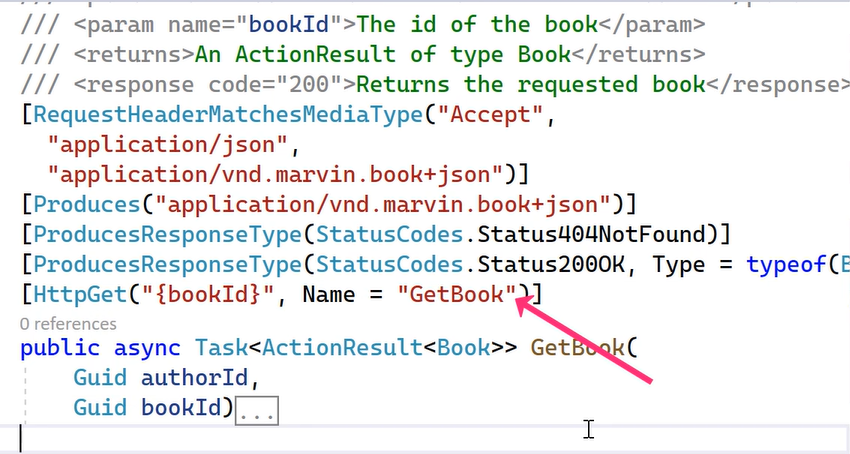 /// <param name="bookId">The id of the book</param>
/// <returns>An ActionResult of type Book</returns>
/// <response code="200">Returns the requested book</response>
[RequestHeaderMatchesMediaType("Accept",
"application/json",
"application/vnd.marvin.book+json")]
[Produces("application/vnd.marvin.book+json")]
[ProducesResponseType(StatusCodes.Status404NotFound)]
[ProducesResponseType(StatusCodes.Status200OK, Type = typeof(B
[HttpGet("{bookId}", Name = "GetBook")]
0 references
public async Task<ActionResult<Book>> GetBook(
Guid authorId,
Guid bookId)...